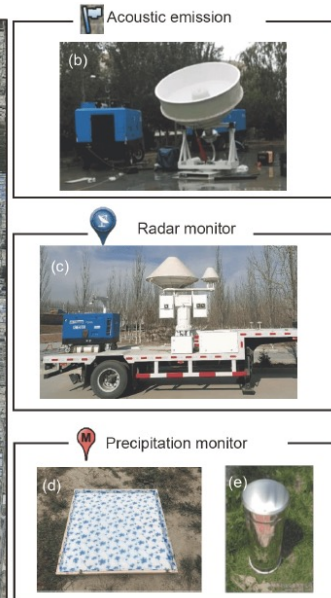 Acoustic emission
(b)
Radar monitor
(c)
M
Precipitation monitor
(d)
(e)